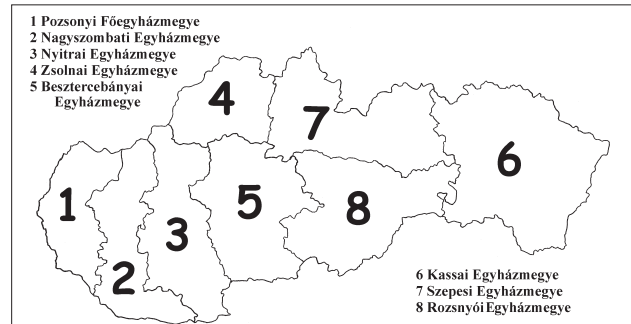 1 Pozsonyi Főegyházmegye
2 Nagyszombati Egyházmegye
3 Nyitrai Egyházmegye
4 Zsolnai Egyházmegye
5 Besztercebányai
Egyházmegye
4
7
6
1
5
8
3
2
6 Kassai Egyházmegye
7 Szepesi Egyházmegye
8 Rozsnyói Egyházmegye